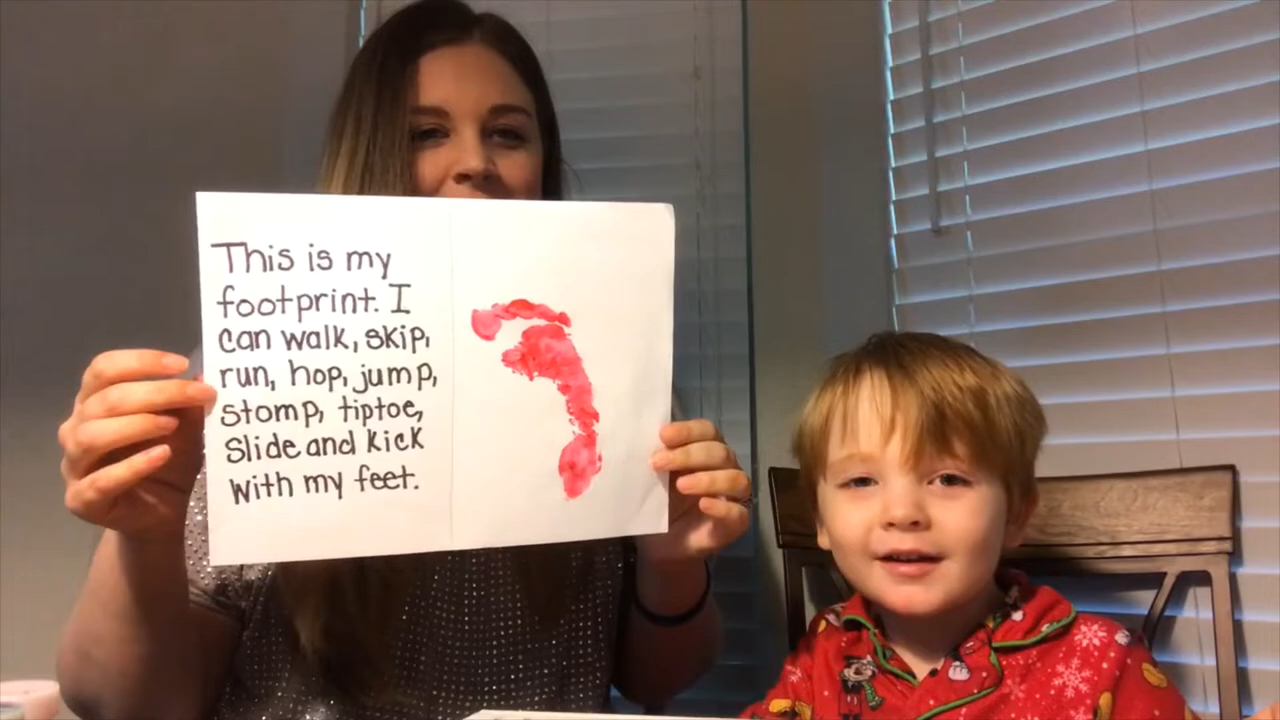 This is my
footprint. I
can walk, skip,
run, hop, jump,
stomp, tiptoe,
slide and kick
with my feet.